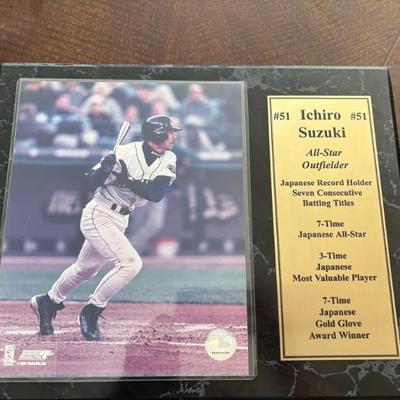 #51 Ichiro #51
Suzuki
All-Star
Outfielder
Japanese Record Holder
Seven Consecutive
Batting Titles
7-Time
Japanese All-Star
3-Time
Japanese
Most Valuable Player
7-Time
Japanese
Gold Glove
Award Winner